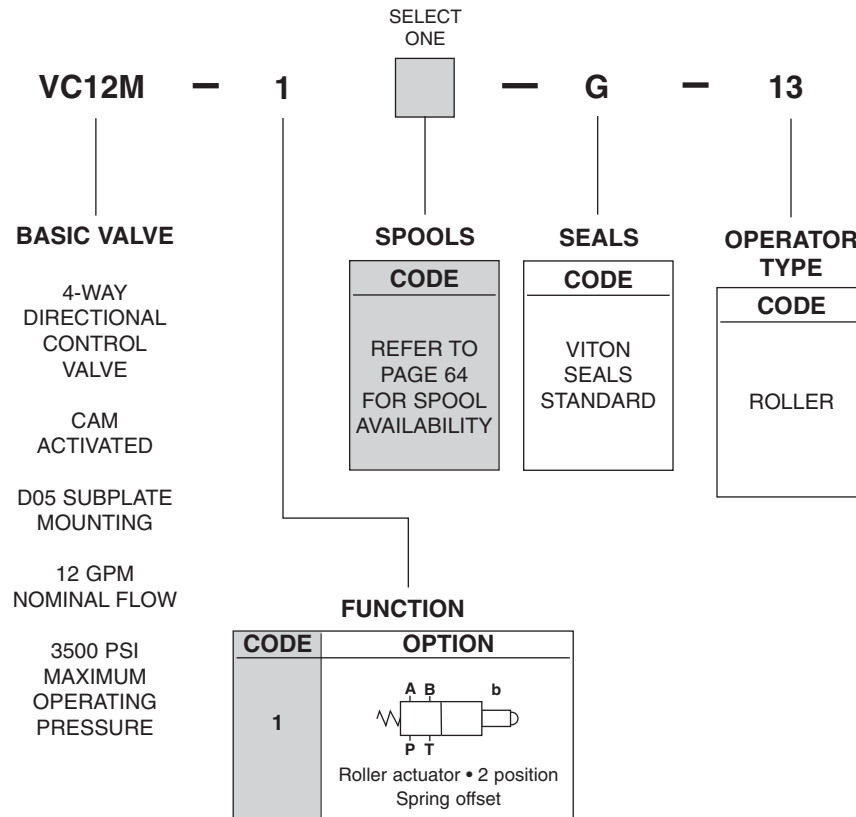 SELECT
ONE
VC12M – 1 — G – 13
BASIC VALVE
4-WAY
DIRECTIONAL
CONTROL
VALVE
CAM
ACTIVATED
D05 SUBPLATE
MOUNTING
12 GPM
NOMINAL FLOW
3500 PSI
MAXIMUM
OPERATING
PRESSURE
SPOOLS
CODE
REFER TO
PAGE 64
FOR SPOOL
AVAILABILITY
SEALS
CODE
VITON
SEALS
STANDARD
OPERATOR
TYPE
CODE
ROLLER
FUNCTION
CODE OPTION
1
A B b
P T
Roller actuator • 2 position
Spring offset